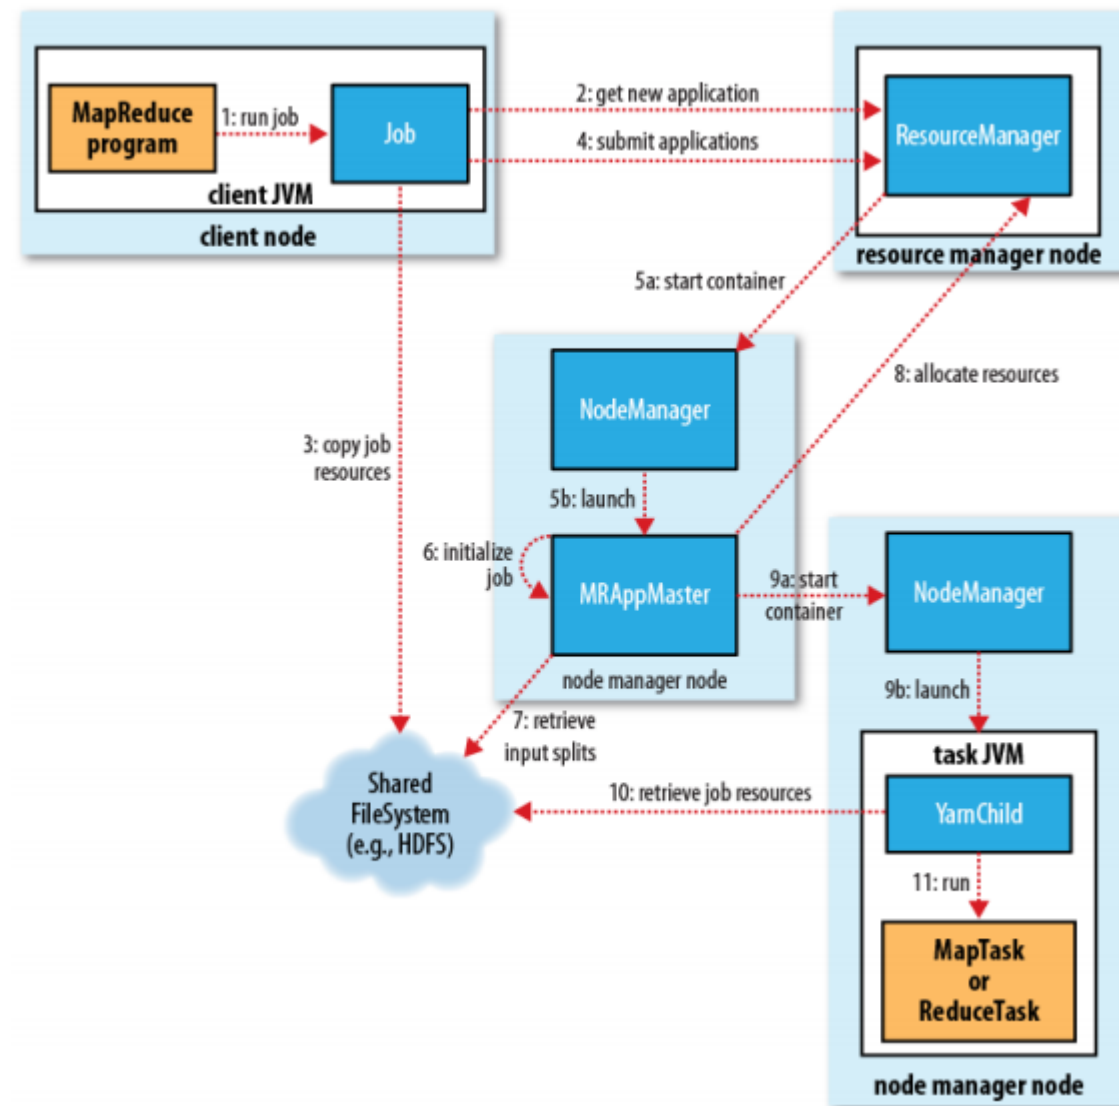 MapReduce
program
1: run job
Job
client JVM
client node
2: get new application
4: submit applications
ResourceManager
resource manager node
5a: start container
8: allocate resources
3: copy job
resources
NodeManager
5b: launch
6: initialize
job
MRAppMaster
node manager node
9a: start
container
NodeManager
9b: launch
7: retrieve
input splits
Shared
FileSystem
(e.g., HDFS)
10: retrieve job resources
task JVM
YarnChild
11: run
MapTask
or
ReduceTask
node manager node